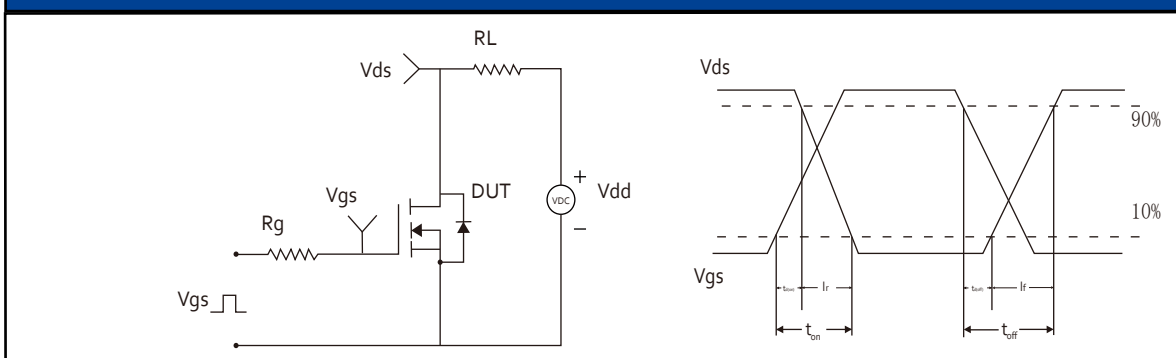 RL
Vds
Vgs
DUT
Rg
VDC
+
Vdd
−
Vgs
Vds
90%
10%
Vgs
tr
tf
ton
toff